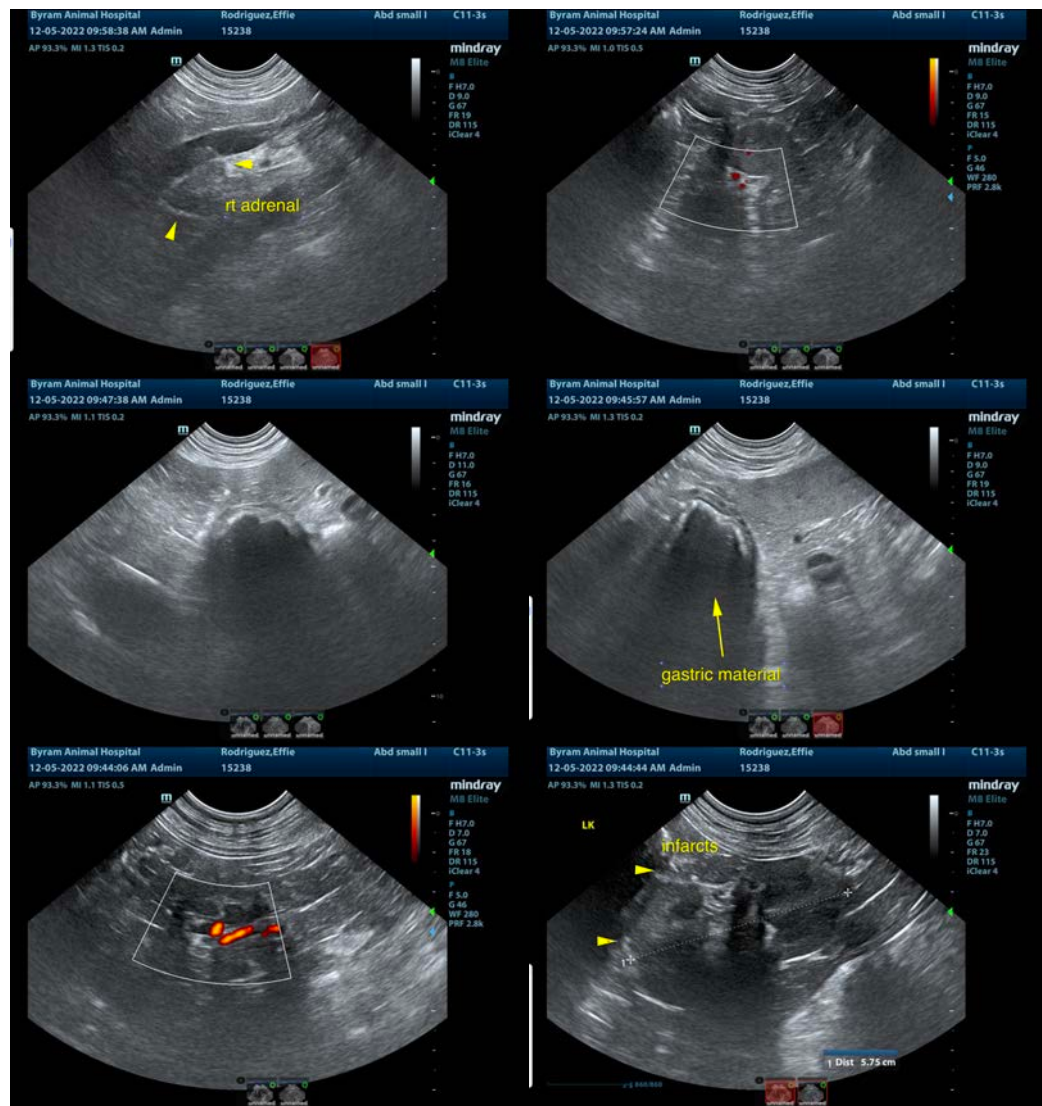 Byram Animal Hospital Rodriguez,Effie Abd small I C11-3s
12-05-2022 09:58:38 AM Admin 15238
AP 93.3% MI 1.3 TIS 0.2
mindray
M8 Elite
B
F H7.0
D 9.0
G 67
FR 19
DR 115
iClear 4
rt adrenal
Byram Animal Hospital Rodriguez,Effie Abd small I C11-3s
12-05-2022 09:57:24 AM Admin 15238
AP 93.3% MI 1.0 TIS 0.5
mindray
M8 Elite
B
F H7.0
D 9.0
G 67
FR 15
DR 115
iClear 4
P
F 5.0
G 46
WF 280
PRF 2.8k
Byram Animal Hospital Rodriguez,Effie Abd small I C11-3s
12-05-2022 09:47:38 AM Admin 15238
AP 93.3% MI 1.1 TIS 0.2
mindray
M8 Elite
B
F H7.0
D 11.0
G 67
FR 16
DR 115
iClear 4
Byram Animal Hospital Rodriguez,Effie Abd small I C11-3s
12-05-2022 09:45:57 AM Admin 15238
AP 93.3% MI 1.3 TIS 0.2
mindray
M8 Elite
B
F H7.0
D 9.0
G 67
FR 19
DR 115
iClear 4
gastric material
Byram Animal Hospital Rodriguez,Effie Abd small I C11-3s
12-05-2022 09:44:06 AM Admin 15238
AP 93.3% MI 1.1 TIS 0.5
mindray
M8 Elite
B
F H7.0
D 7.0
G 67
FR 18
DR 115
iClear 4
P
F 5.0
G 46
WF 280
PRF 2.8k
Byram Animal Hospital Rodriguez,Effie Abd small I C11-3s
12-05-2022 09:44:44 AM Admin 15238
AP 93.3% MI 1.3 TIS 0.2
mindray
M8 Elite
B
F H7.0
D 7.0
G 67
FR 23
DR 115
iClear 4
LK
infarcts
1 Dist 5.75 cm